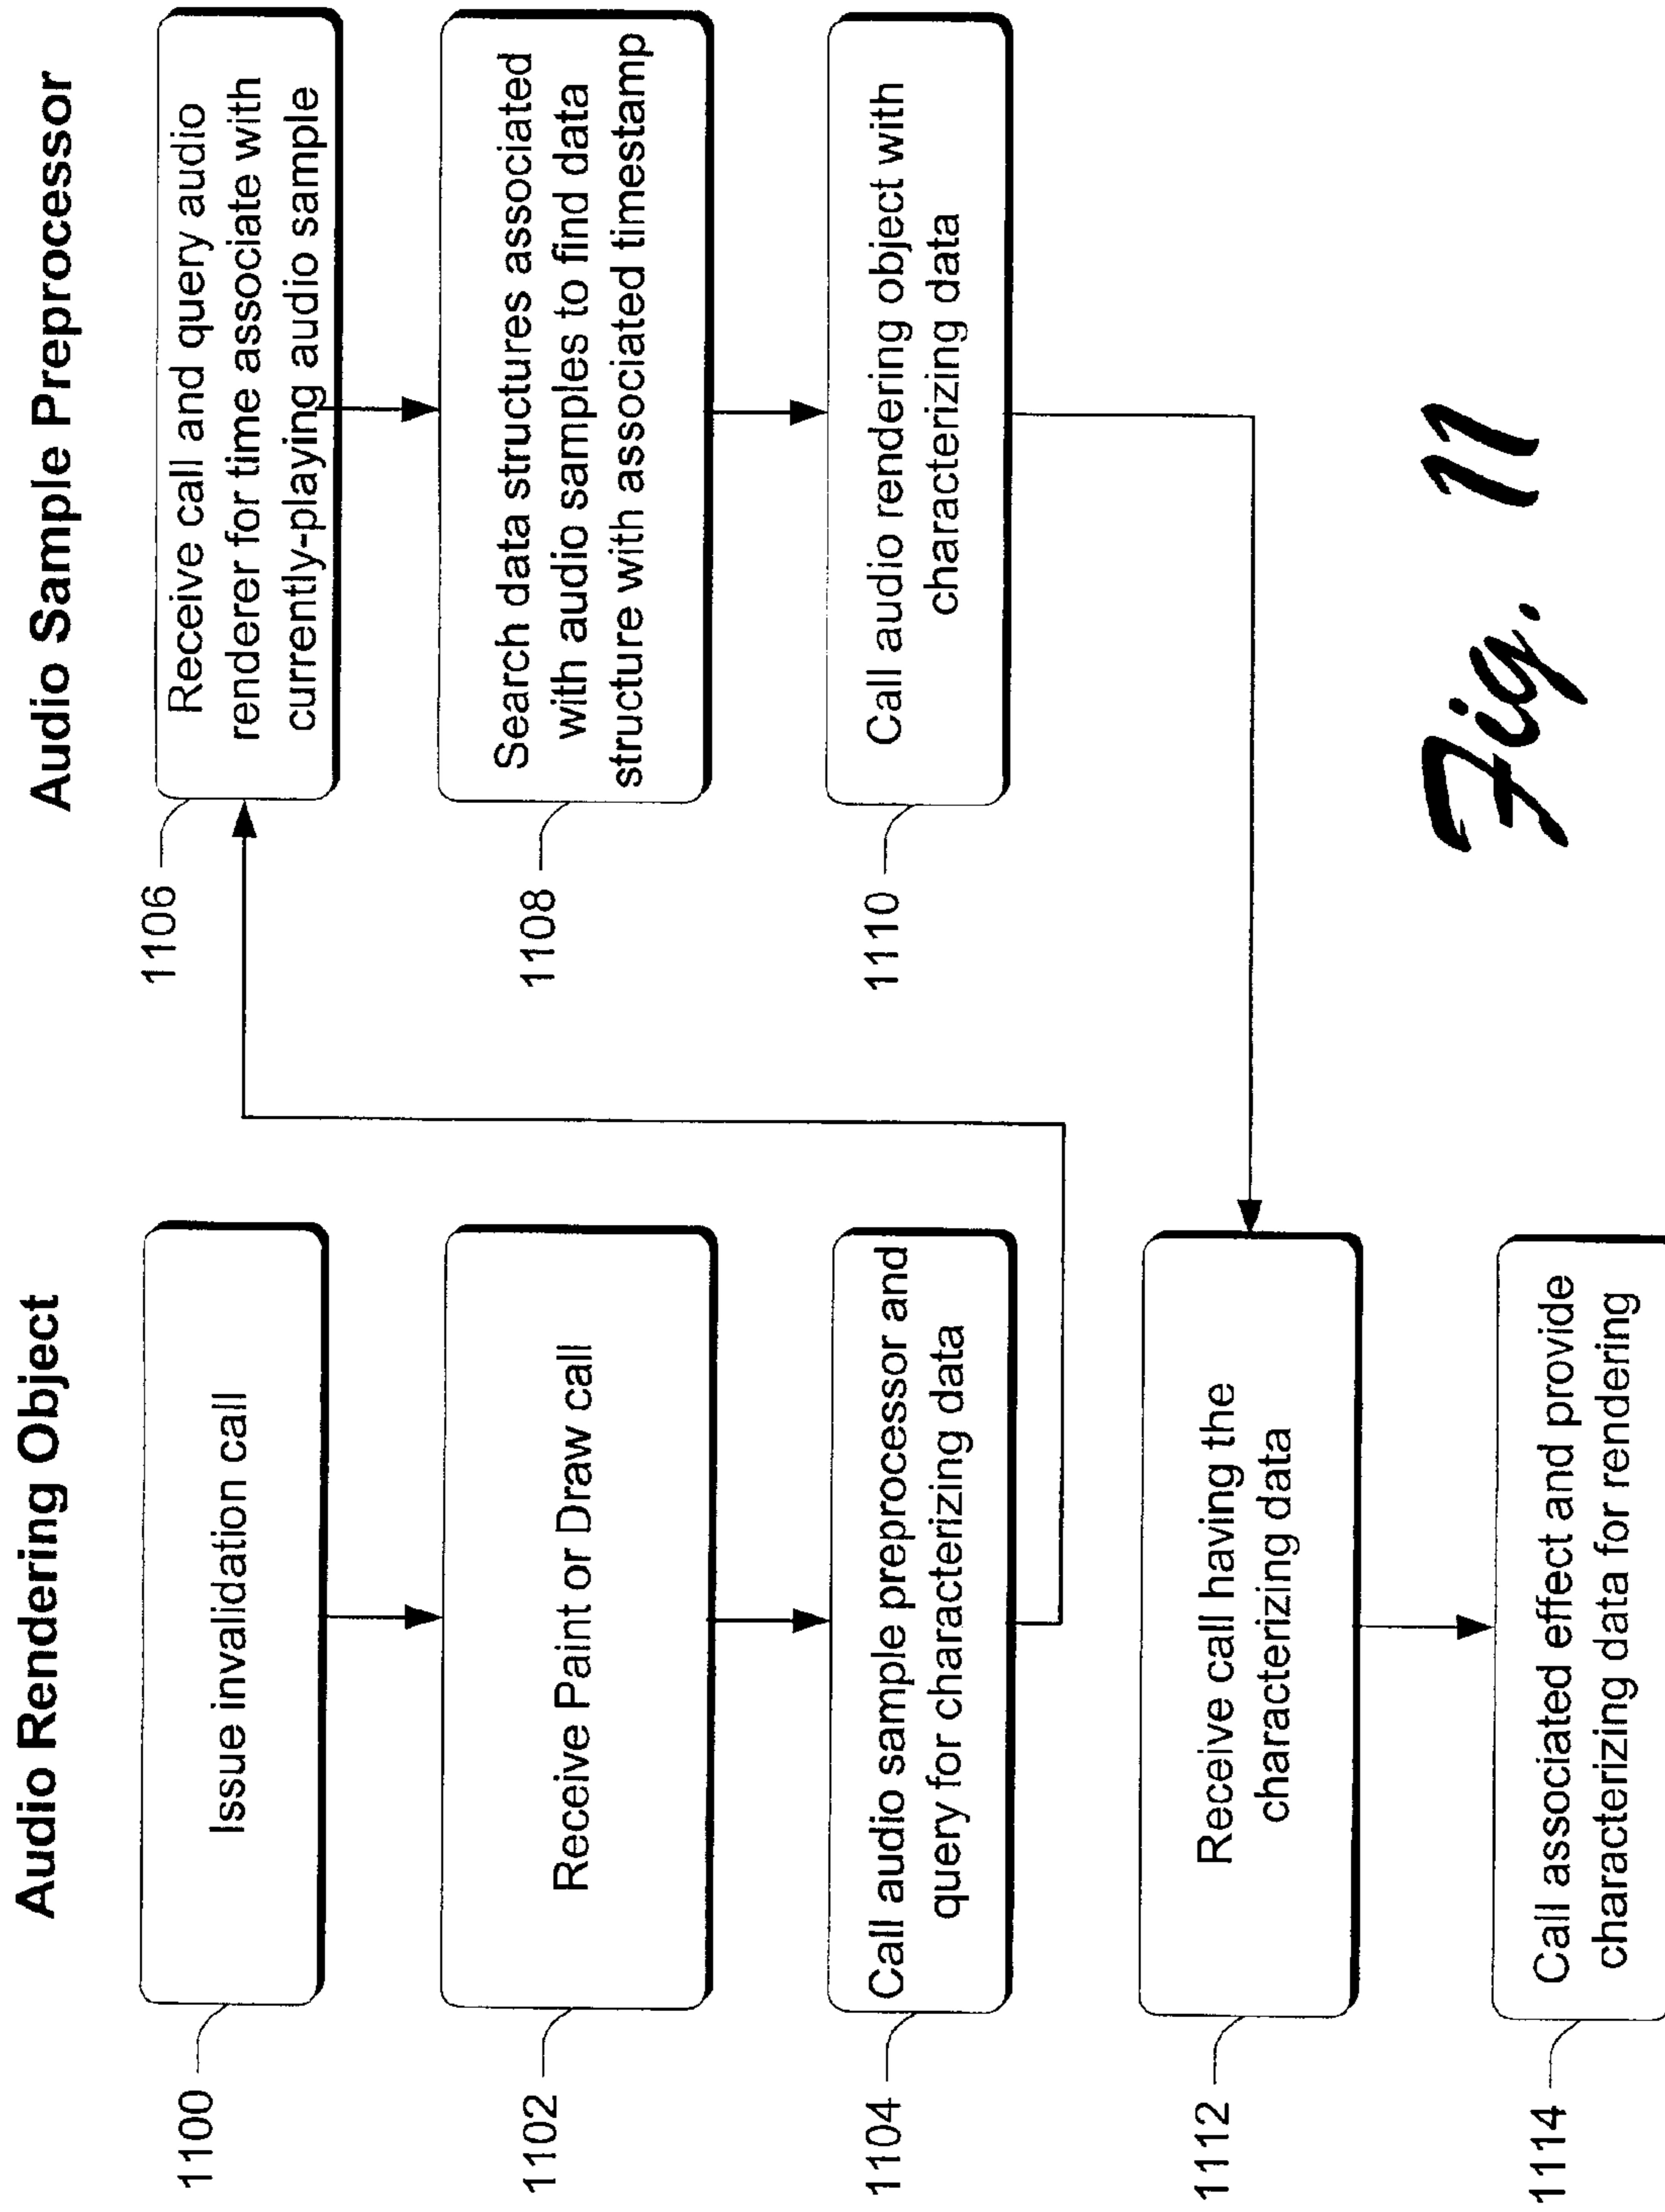 Audio Rendering Object
1100
Issue invalidation call
1102
Receive Paint or Draw call
1104
Call audio sample preprocessor and
query for characterizing data
Audio Sample Preprocessor
1106
Receive call and query audio
renderer for time associate with
currently-playing audio sample
1108
Search data structures associated
with audio samples to find data
structure with associated timestamp
1110
Call audio rendering object with
characterizing data
1112
Receive call having the
characterizing data
1114
Call associated effect and provide
characterizing data for rendering
Fig. 11